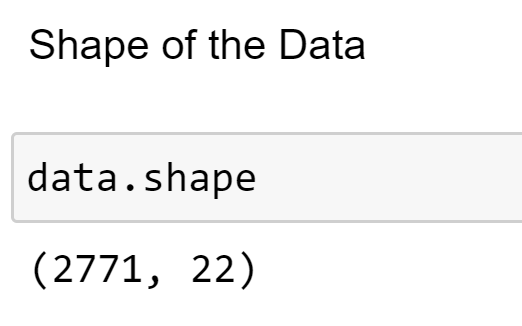 Shape of the Data
data.shape
(2771, 22)